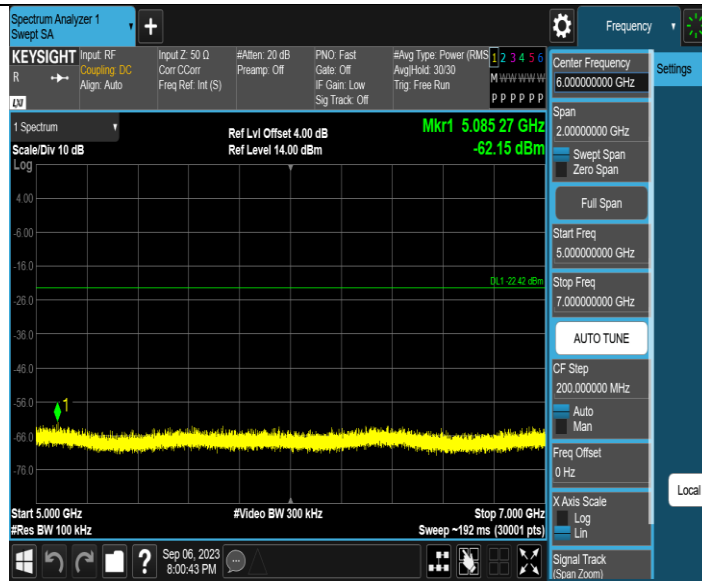 Spectrum Analyzer 1
Swept SA
+
Frequency
KEYSIGHT
R
LXI
Input: RF
Coupling: DC
Align: Auto
Input Z: 50 Ω
Corr CCorr
Freq Ref: Int (S)
#Atten: 20 dB
Preamp: Off
PNO: Fast
Gate: Off
IF Gain: Low
Sig Track: Off
#Avg Type: Power (RMS
Avg|Hold: 30/30
Trig: Free Run
1 2 3 4 5 6
M W W W W W
P P P P P P
1 Spectrum
Scale/Div 10 dB
Ref Lvl Offset 4.00 dB
Ref Level 14.00 dBm
Mkr1 5.085 27 GHz
-62.15 dBm
Log
4.00
-6.00
-16.0
DL1 -22.42 dBm
-26.0
-36.0
-46.0
-56.0
1
-66.0
-76.0
Start 5.000 GHz
#Res BW 100 kHz
#Video BW 300 kHz
Stop 7.000 GHz
Sweep ~192 ms (30001 pts)
?
Sep 06, 2023
8:00:43 PM
Center Frequency
6.000000000 GHz
Settings
Span
2.00000000 GHz
Swept Span
Zero Span
Full Span
Start Freq
5.000000000 GHz
Stop Freq
7.000000000 GHz
AUTO TUNE
CF Step
200.000000 MHz
Auto
Man
Freq Offset
0 Hz
X Axis Scale
Log
Lin
Local
Signal Track
(Span Zoom)